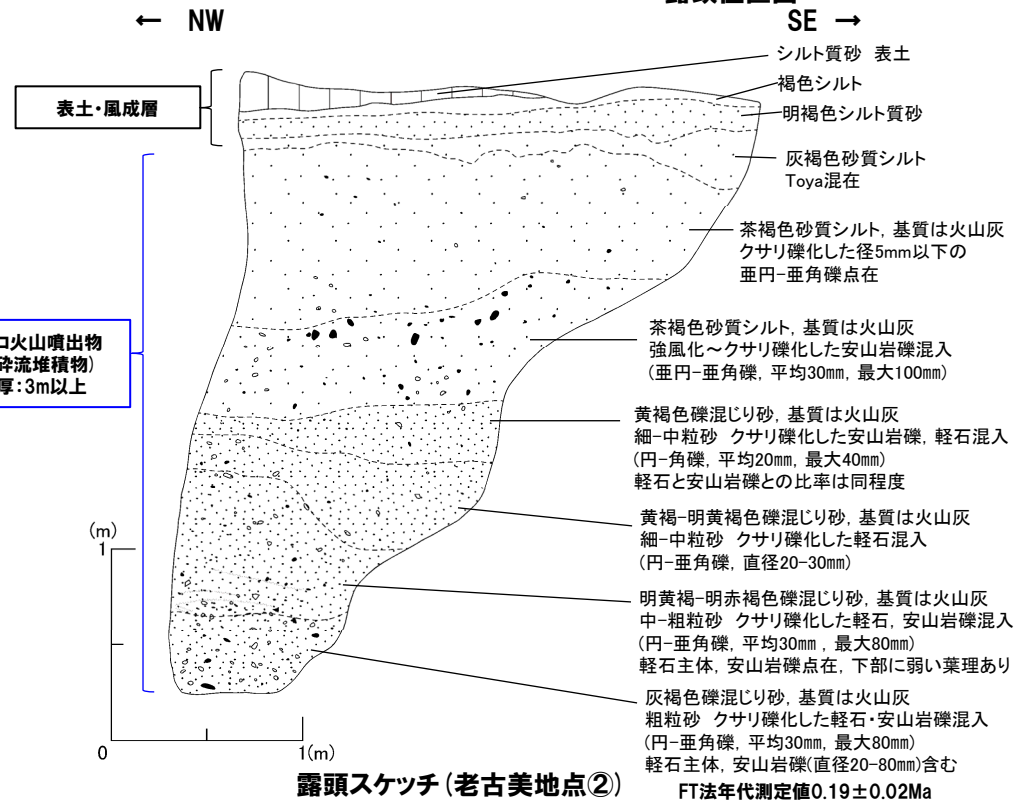 ← NW
SE →
表土・風成層
シルト質砂 表土
褐色シルト
明褐色シルト質砂
灰褐色砂質シルト
Toya混在
茶褐色砂質シルト, 基質は火山灰
クサリ礫化した径5mm以下の
亜円-亜角礫点在
火山噴出物
砕流堆積物)
厚:3m以上
茶褐色砂質シルト, 基質は火山灰
強風化～クサリ礫化した安山岩礫混入
(亜円-亜角礫, 平均30mm, 最大100mm)
黄褐色礫混じり砂, 基質は火山灰
細-中粒砂 クサリ礫化した安山岩礫, 軽石混入
(円-角礫, 平均20mm, 最大40mm)
軽石と安山岩礫との比率は同程度
黄褐-明黄褐色礫混じり砂, 基質は火山灰
細-中粒砂 クサリ礫化した軽石混入
(円-亜角礫, 直径20-30mm)
明黄褐-明赤褐色礫混じり砂, 基質は火山灰
中-粗粒砂 クサリ礫化した軽石, 安山岩礫混入
(円-亜角礫, 平均30mm , 最大80mm)
軽石主体, 安山岩礫点在, 下部に弱い葉理あり
灰褐色礫混じり砂, 基質は火山灰
粗粒砂 クサリ礫化した軽石・安山岩礫混入
(円-亜角礫, 平均30mm, 最大80mm)
軽石主体, 安山岩礫(直径20-80mm)含む
FT法年代測定値0.19±0.02Ma
(m)
1
0
1(m)
露頭スケッチ(老古美地点②)